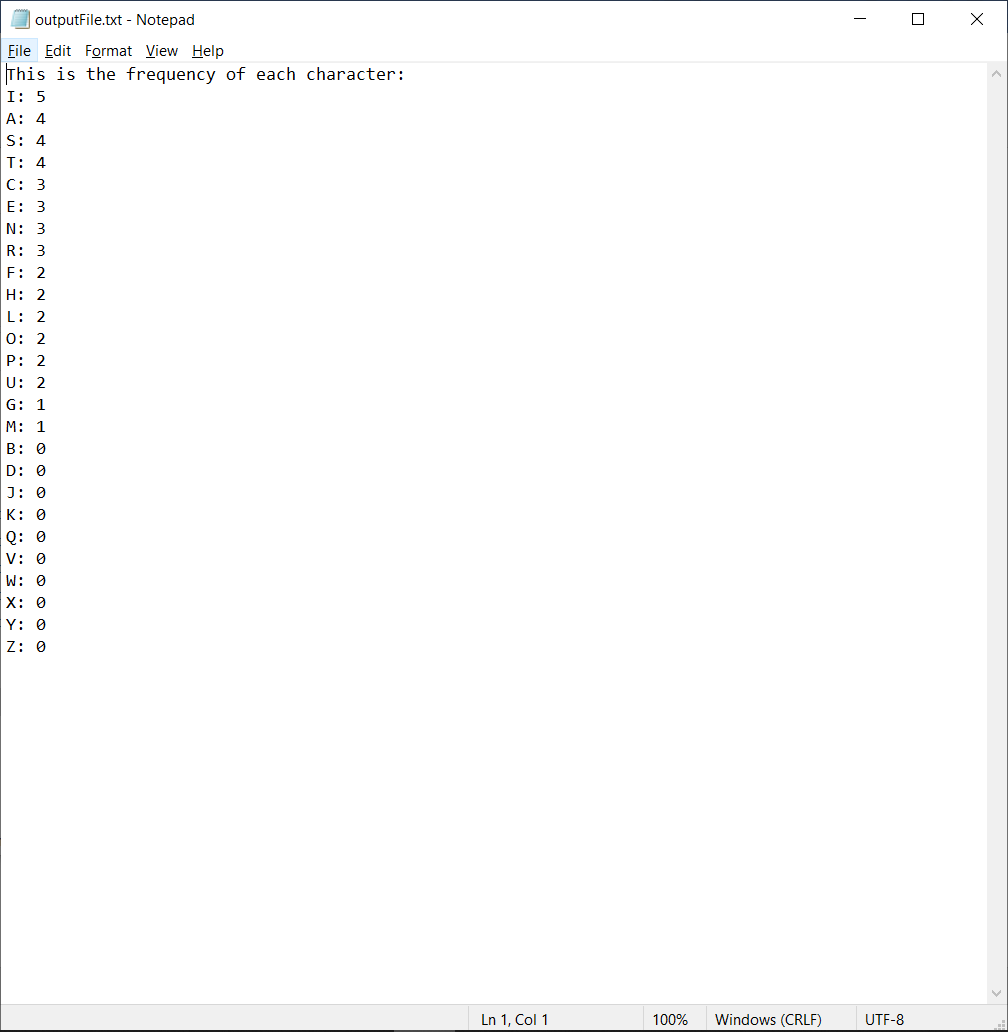 outputFile.txt - Notepad
File Edit Format View Help
This is the frequency of each character:
I: 5
A: 4
S: 4
T: 4
C: 3
E: 3
N: 3
R: 3
F: 2
H: 2
L: 2
O: 2
P: 2
U: 2
G: 1
M: 1
B: 0
D: 0
J: 0
K: 0
Q: 0
V: 0
W: 0
X: 0
Y: 0
Z: 0
Ln 1, Col 1 100% Windows (CRLF) UTF-8